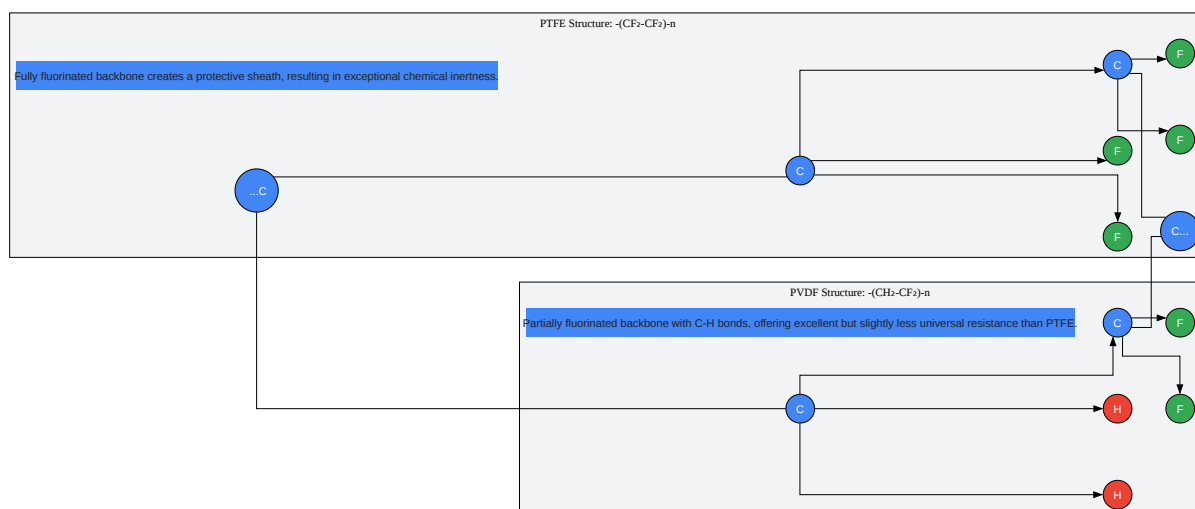 PTFE Structure: -(CF₂-CF₂)-n
Fully fluorinated backbone creates a protective sheath, resulting in exceptional chemical inertness.
F
C
F
F
C
...C
C...
F
PVDF Structure: -(CH₂-CF₂)-n
Partially fluorinated backbone with C-H bonds, offering excellent but slightly less universal resistance than PTFE.
C
F
C
H
F
H